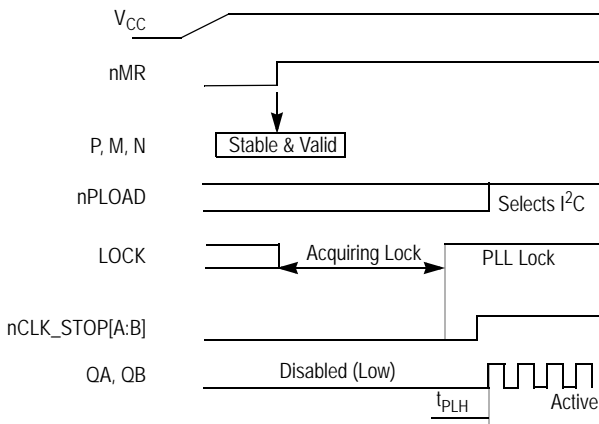 VCC
nMR
P, M, N Stable & Valid
nPLOAD Selects I²C
LOCK Acquiring Lock PLL Lock
nCLK_STOP[A:B]
QA, QB Disabled (Low)
tPLH Active